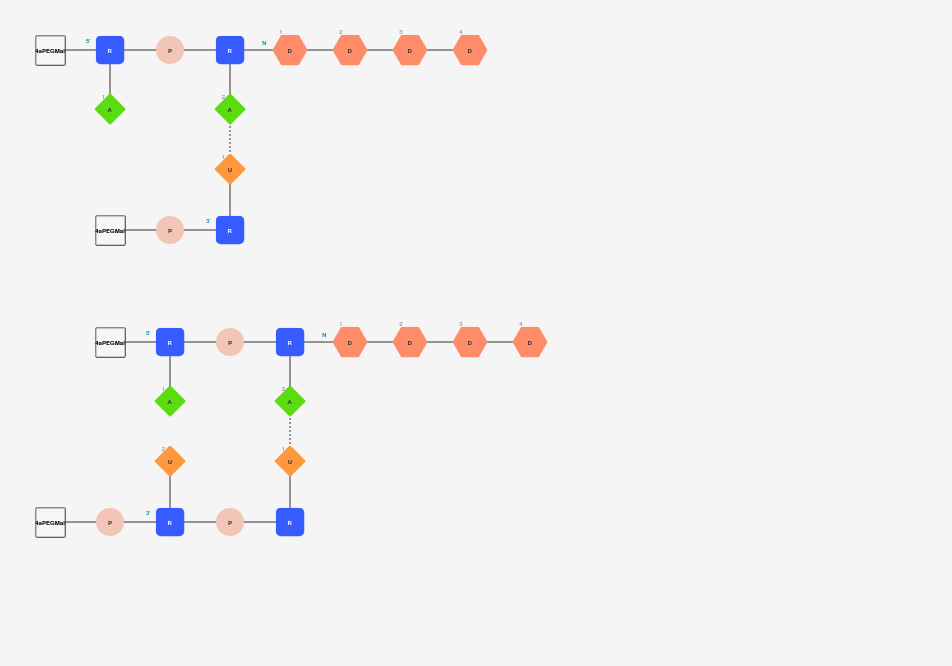 1 2 3 4
5' N
4aPEGMal R P R D D D D
1 2
A A
1
U
3'
4aPEGMal P R
1 2 3 4
5' N
4aPEGMal R P R D D D D
1 2
A A
2 1
U U
3'
4aPEGMal P R P R